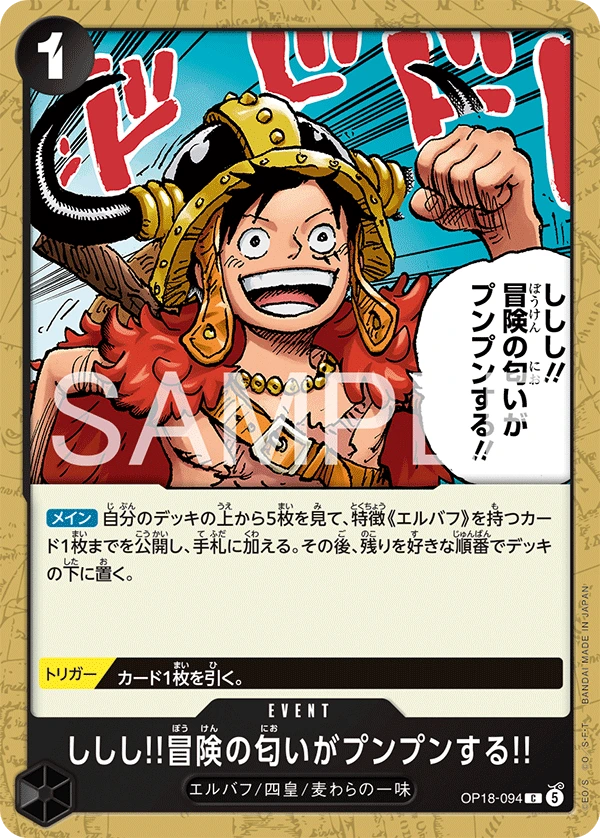 1
ししし!!
冒険の匂いが
プンプンする!!
SAMPLE
メイン 自分のデッキの上から5枚を見て、特徴《エルバフ》を持つカー
ド1枚までを公開し、手札に加える。その後、残りを好きな順番でデッキ
の下に置く。
トリガー カード1枚を引く。
EVENT
ししし!!冒険の匂いがプンプンする!!
エルバフ/四皇/麦わらの一味
OP18-094 C 5
BANDAI MADE IN JAPAN